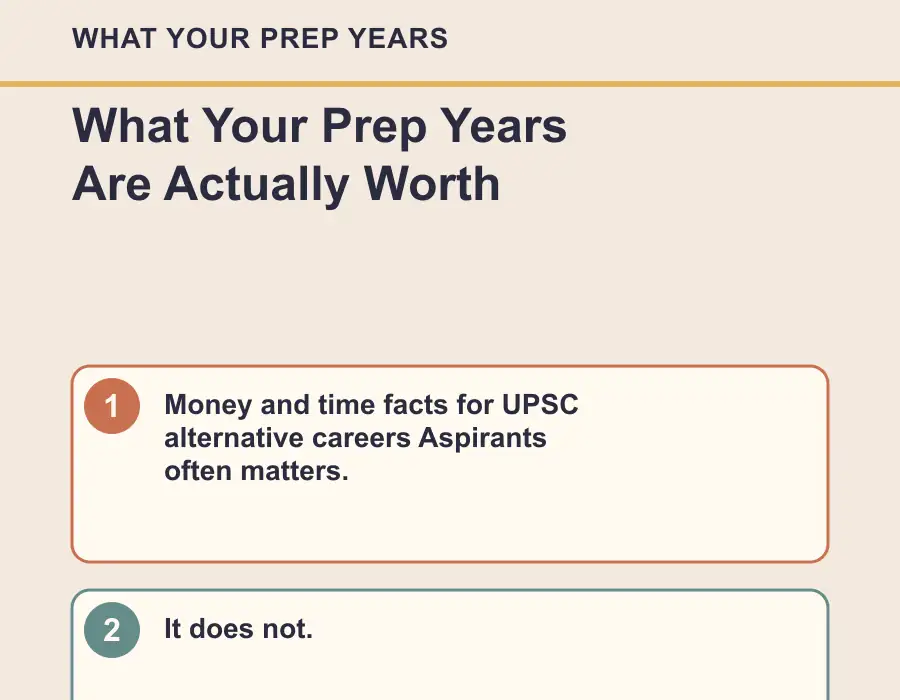 WHAT YOUR PREP YEARS
What Your Prep Years
Are Actually Worth
1
Money and time facts for UPSC
alternative careers Aspirants
often matters.
2
It does not.